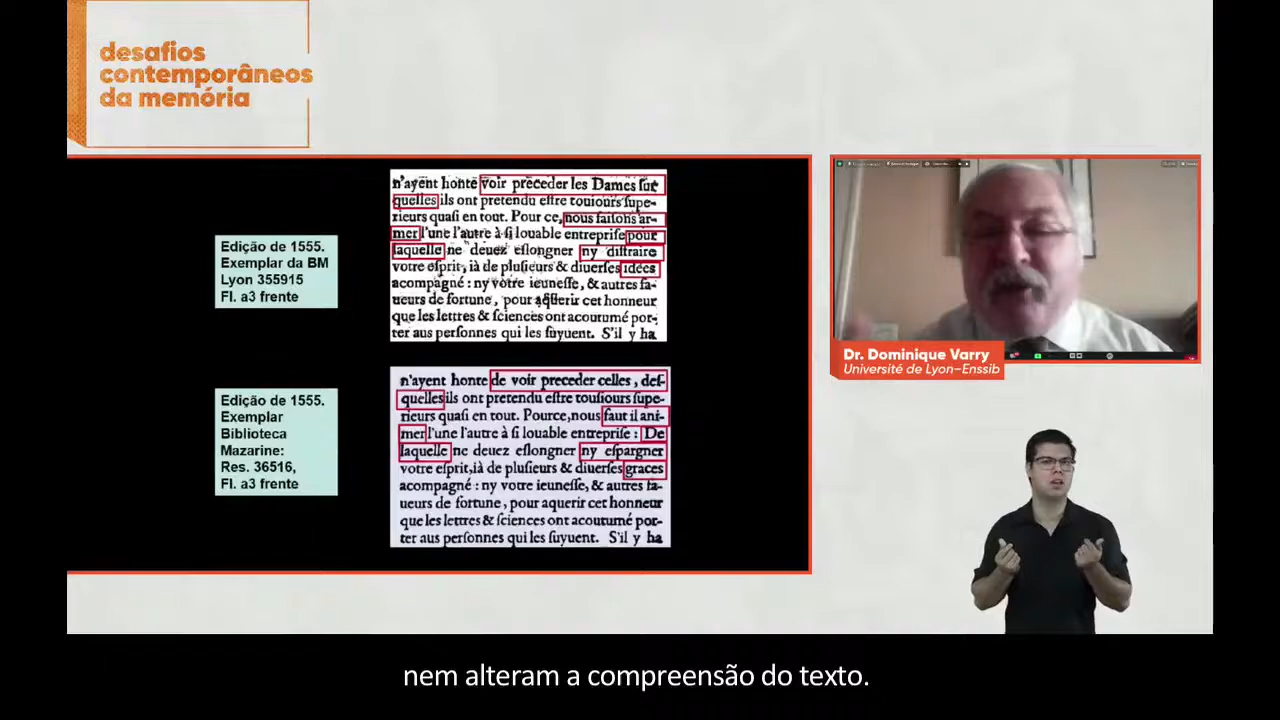 desafios
contemporâneos
da memória
Edição de 1555.
Exemplar da BM
Lyon 355915
Fl. a3 frente
n'ayent honte voir preceder les Dames sur
quelles ils ont pretendu estre tousiours supe-
rieurs quasi en tout. Pour ce, nous faisons ar-
mer l'une l'autre à si louable entreprise pour
laquelle ne deuez eslongner ny distraire
votre esprit, ià de plusieurs & diuerses idées
acompagné : ny votre ieunesse, & autres fa-
ueurs de fortune, pour aquerir cet honneur
que les lettres & sciences ont acoutumé por-
ter aus personnes qui les suyuent. S'il y ha
Edição de 1555.
Exemplar
Biblioteca
Mazarine:
Res. 36516,
Fl. a3 frente
n'ayent honte de voir preceder celles, des-
quelles ils ont pretendu estre tousiours supe-
rieurs quasi en tout. Pource, nous faut il ani-
mer l'une l'autre à si louable entreprise : De
laquelle ne deuez eslongner ny espargner
votre esprit, ià de plusieurs & diuerses graces
acompagné : ny votre ieunesse, & autres fa-
ueurs de fortune, pour aquerir cet honneur
que les lettres & sciences ont acoutumé por-
ter aus personnes qui les suyuent. S'il y ha
Dr. Dominique Varry
Université de Lyon–Enssib
nem alteram a compreensão do texto.